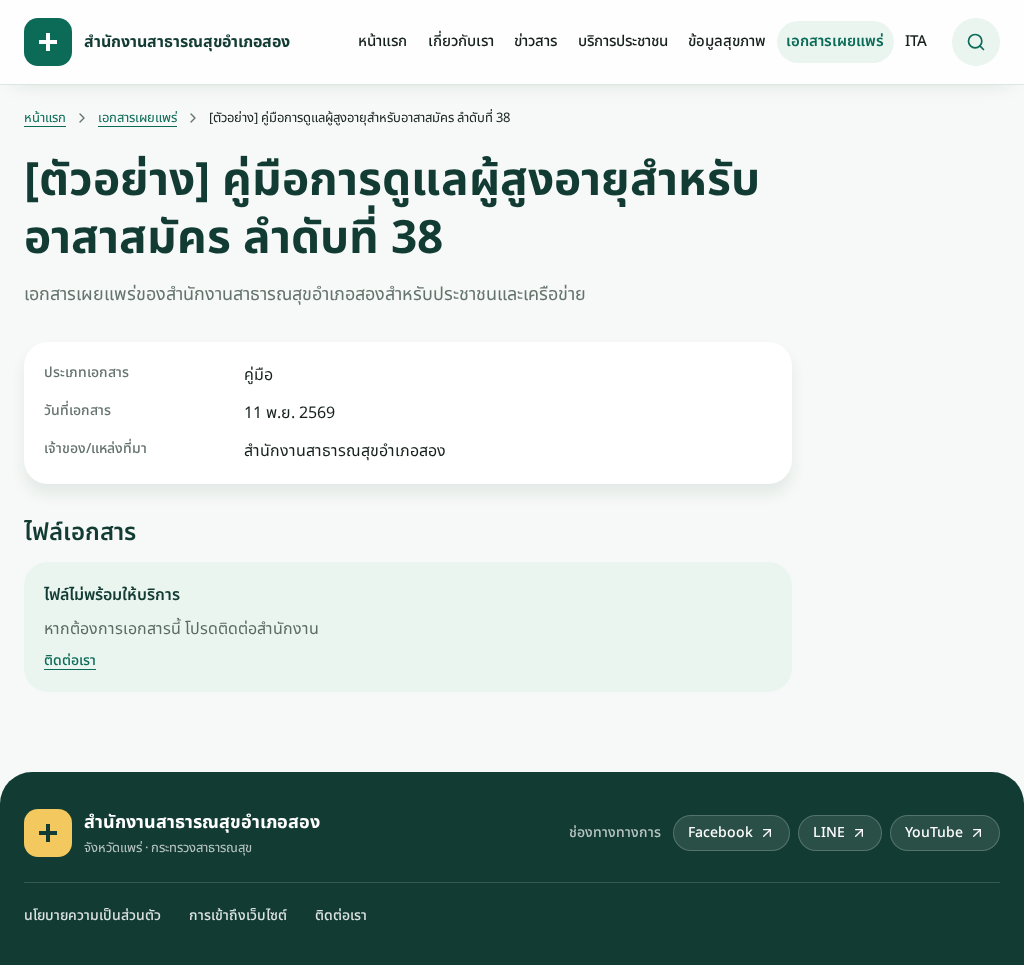 สำนักงานสาธารณสุขอำเภอสอง
หน้าแรก เกี่ยวกับเรา ข่าวสาร บริการประชาชน ข้อมูลสุขภาพ เอกสารเผยแพร่ ITA
หน้าแรก > เอกสารเผยแพร่ > [ตัวอย่าง] คู่มือการดูแลผู้สูงอายุสำหรับอาสาสมัคร ลำดับที่ 38
[ตัวอย่าง] คู่มือการดูแลผู้สูงอายุสำหรับ
อาสาสมัคร ลำดับที่ 38
เอกสารเผยแพร่ของสำนักงานสาธารณสุขอำเภอสองสำหรับประชาชนและเครือข่าย
ประเภทเอกสาร คู่มือ
วันที่เอกสาร 11 พ.ย. 2569
เจ้าของ/แหล่งที่มา สำนักงานสาธารณสุขอำเภอสอง
ไฟล์เอกสาร
ไฟล์ไม่พร้อมให้บริการ
หากต้องการเอกสารนี้ โปรดติดต่อสำนักงาน
ติดต่อเรา
สำนักงานสาธารณสุขอำเภอสอง
จังหวัดแพร่ · กระทรวงสาธารณสุข
ช่องทางทางการ Facebook LINE YouTube
นโยบายความเป็นส่วนตัว การเข้าถึงเว็บไซต์ ติดต่อเรา